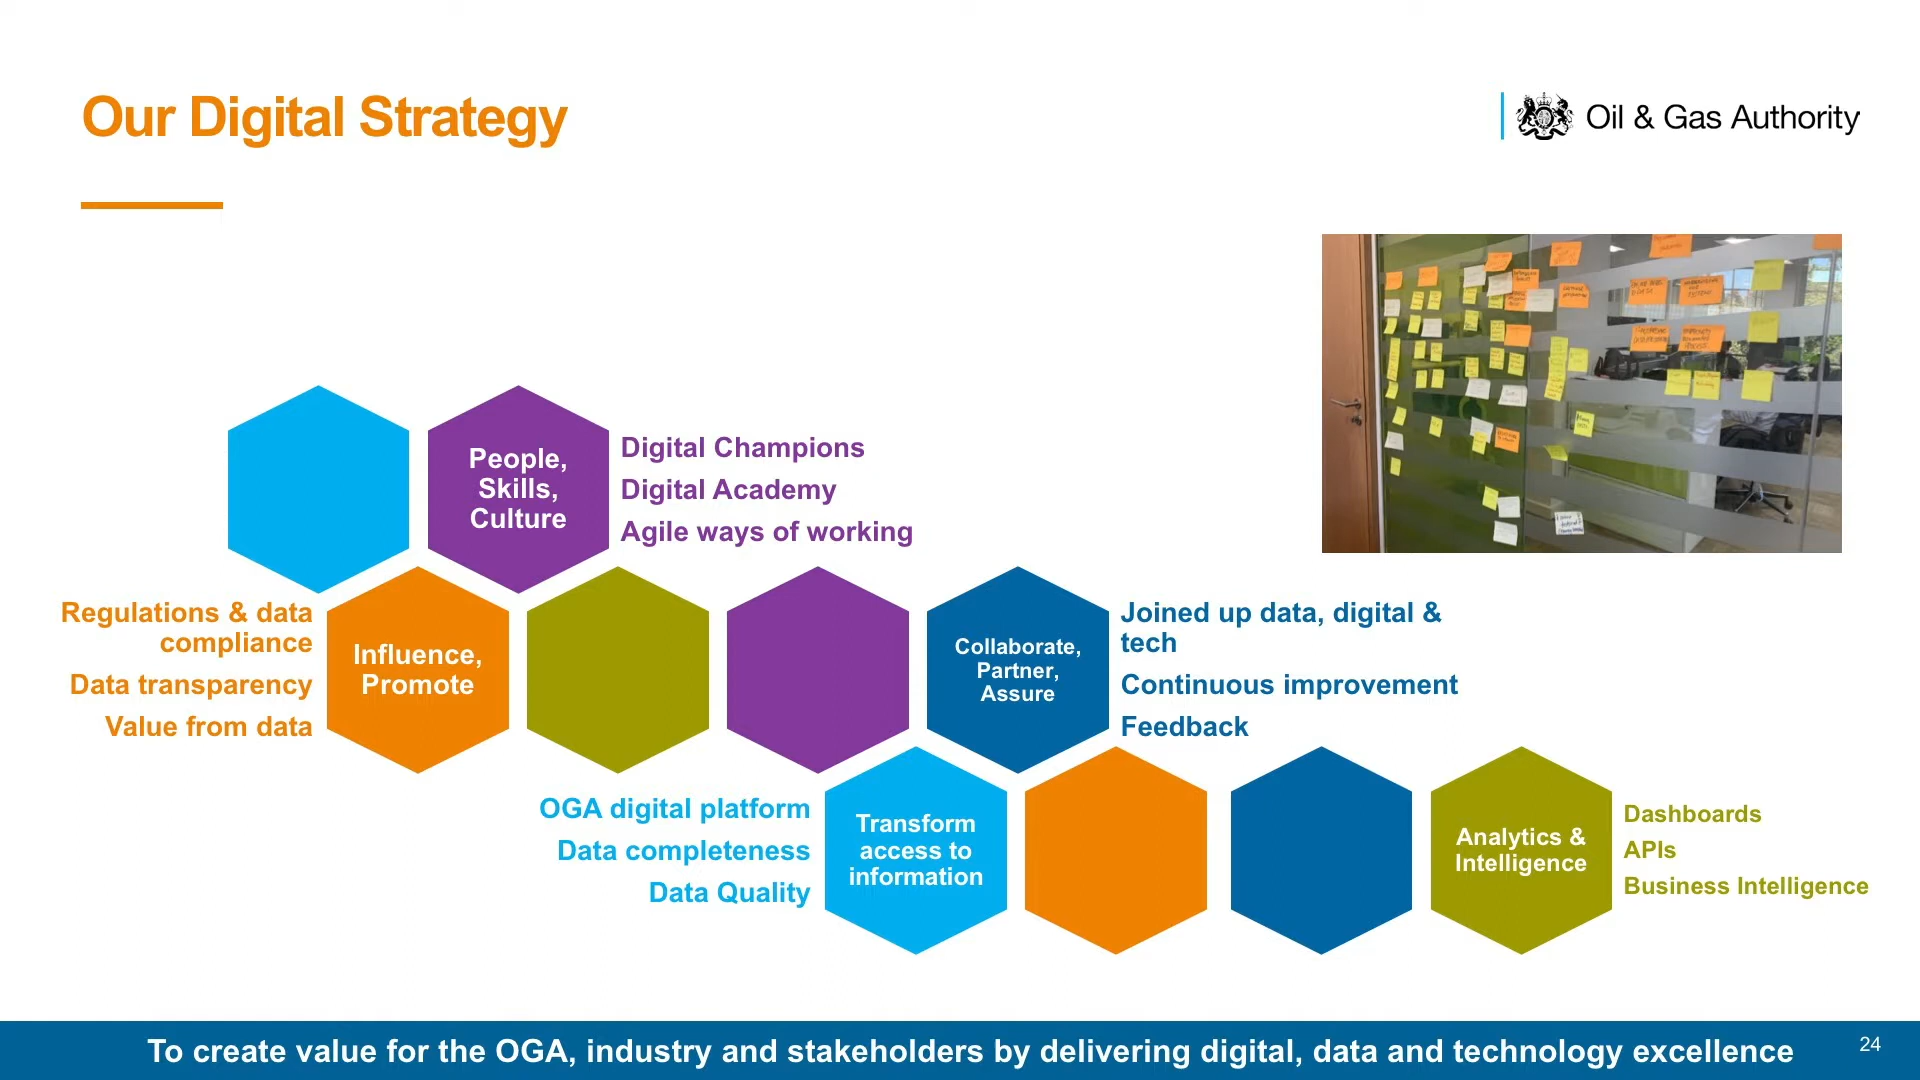 Our Digital Strategy
Oil & Gas Authority
People,
Skills,
Culture
Digital Champions
Digital Academy
Agile ways of working
Regulations & data
compliance
Data transparency
Value from data
Influence,
Promote
Collaborate,
Partner,
Assure
Joined up data, digital &
tech
Continuous improvement
Feedback
OGA digital platform
Data completeness
Data Quality
Transform
access to
information
Analytics &
Intelligence
Dashboards
APIs
Business Intelligence
To create value for the OGA, industry and stakeholders by delivering digital, data and technology excellence
24